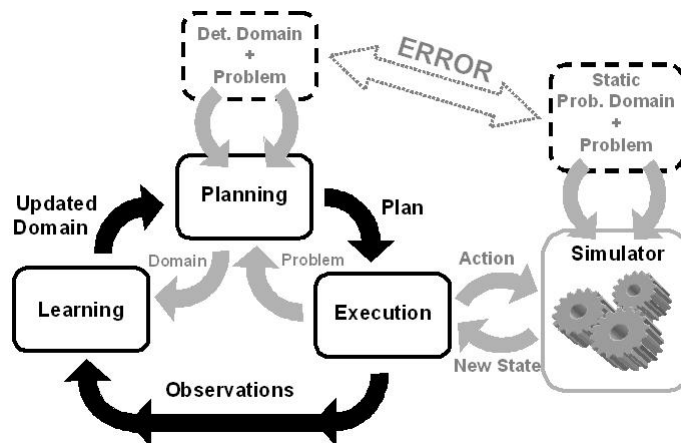 Det. Domain
+
Problem
ERROR
Static
Prob. Domain
+
Problem
Updated
Domain
Planning
Plan
Action
Simulator
Domain
Problem
Learning
Execution
New State
Observations